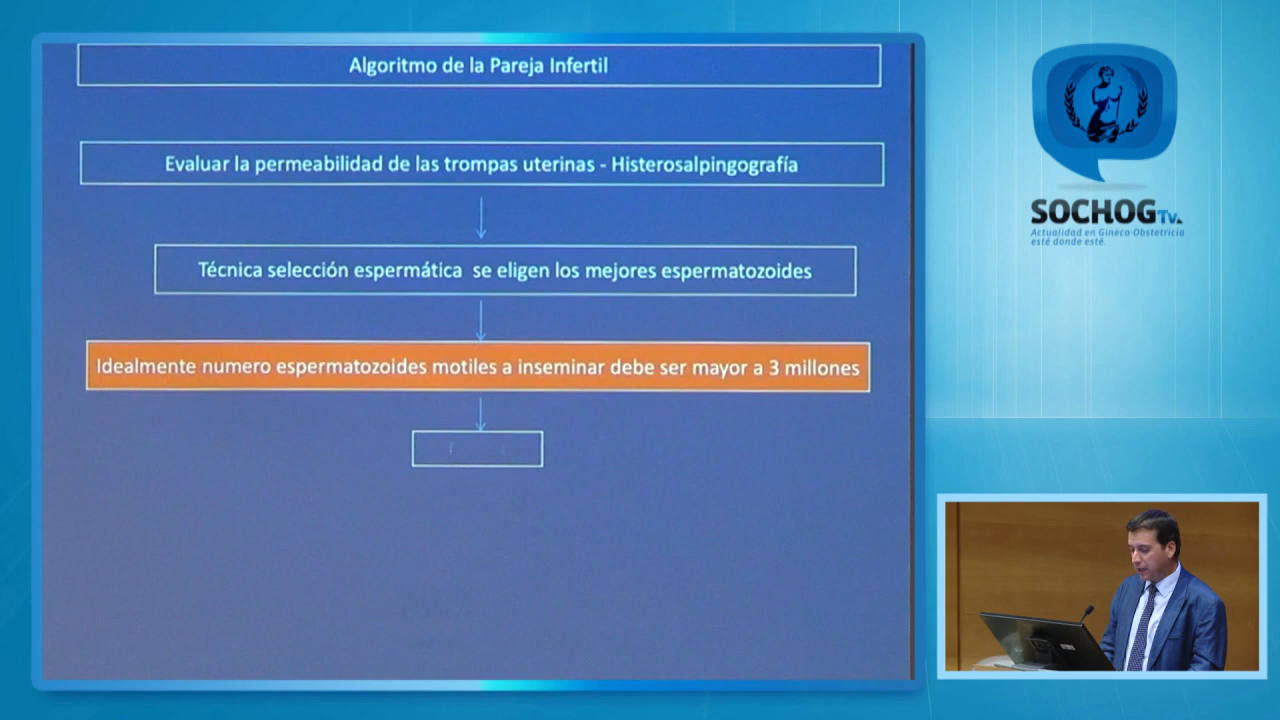 Algoritmo de la Pareja Infertil
Evaluar la permeabilidad de las trompas uterinas - Histerosalpingografía
Técnica selección espermática se eligen los mejores espermatozoides
Idealmente numero espermatozoides motiles a inseminar debe ser mayor a 3 millones
SOCHOG Tv.
Actualidad en Gineco-Obstetricia
esté donde esté.